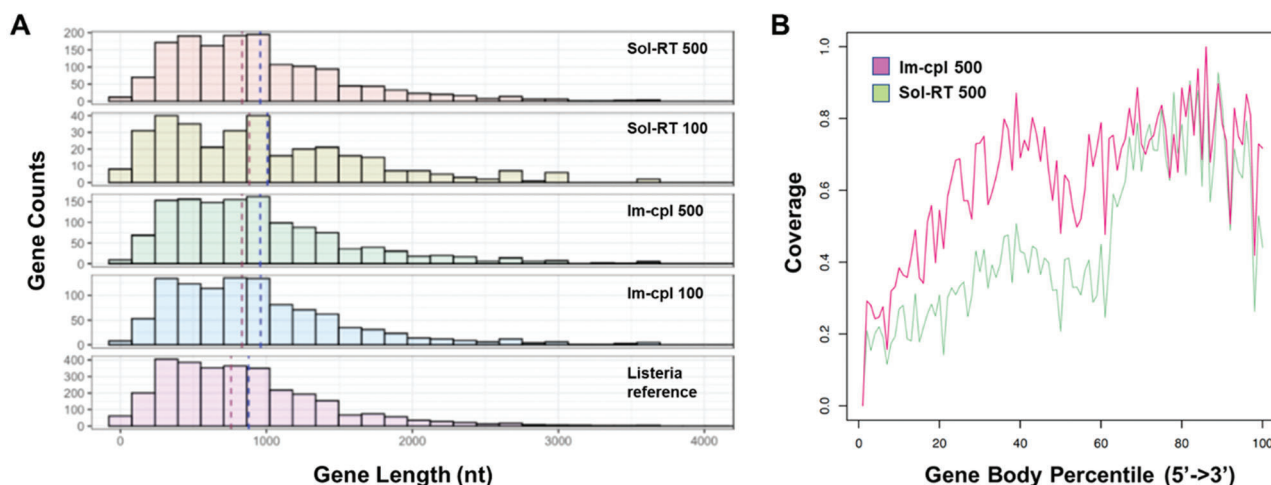 A
Gene Counts
200
150
100
50
0
Sol-RT 500
40
30
20
10
0
Sol-RT 100
150
100
50
0
Im-cpl 500
100
50
0
Im-cpl 100
400
300
200
100
0
Listeria
reference
0 1000 2000 3000 4000
Gene Length (nt)
B
Coverage
1.0
0.8
0.6
0.4
0.2
0.0
Im-cpl 500
Sol-RT 500
0 20 40 60 80 100
Gene Body Percentile (5'->3')